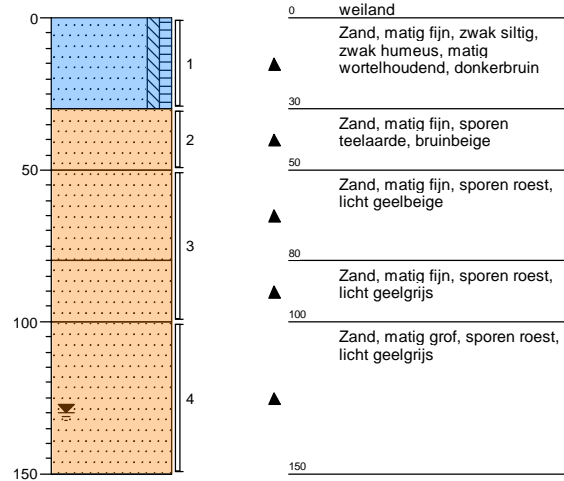 0
50
100
150
1
2
3
4
0
weiland
Zand, matig fijn, zwak siltig,
zwak humeus, matig
wortelhoudend, donkerbruin
30
Zand, matig fijn, sporen
teelaarde, bruinbeige
50
Zand, matig fijn, sporen roest,
licht geelbeige
80
Zand, matig fijn, sporen roest,
licht geelgrijs
100
Zand, matig grof, sporen roest,
licht geelgrijs
150